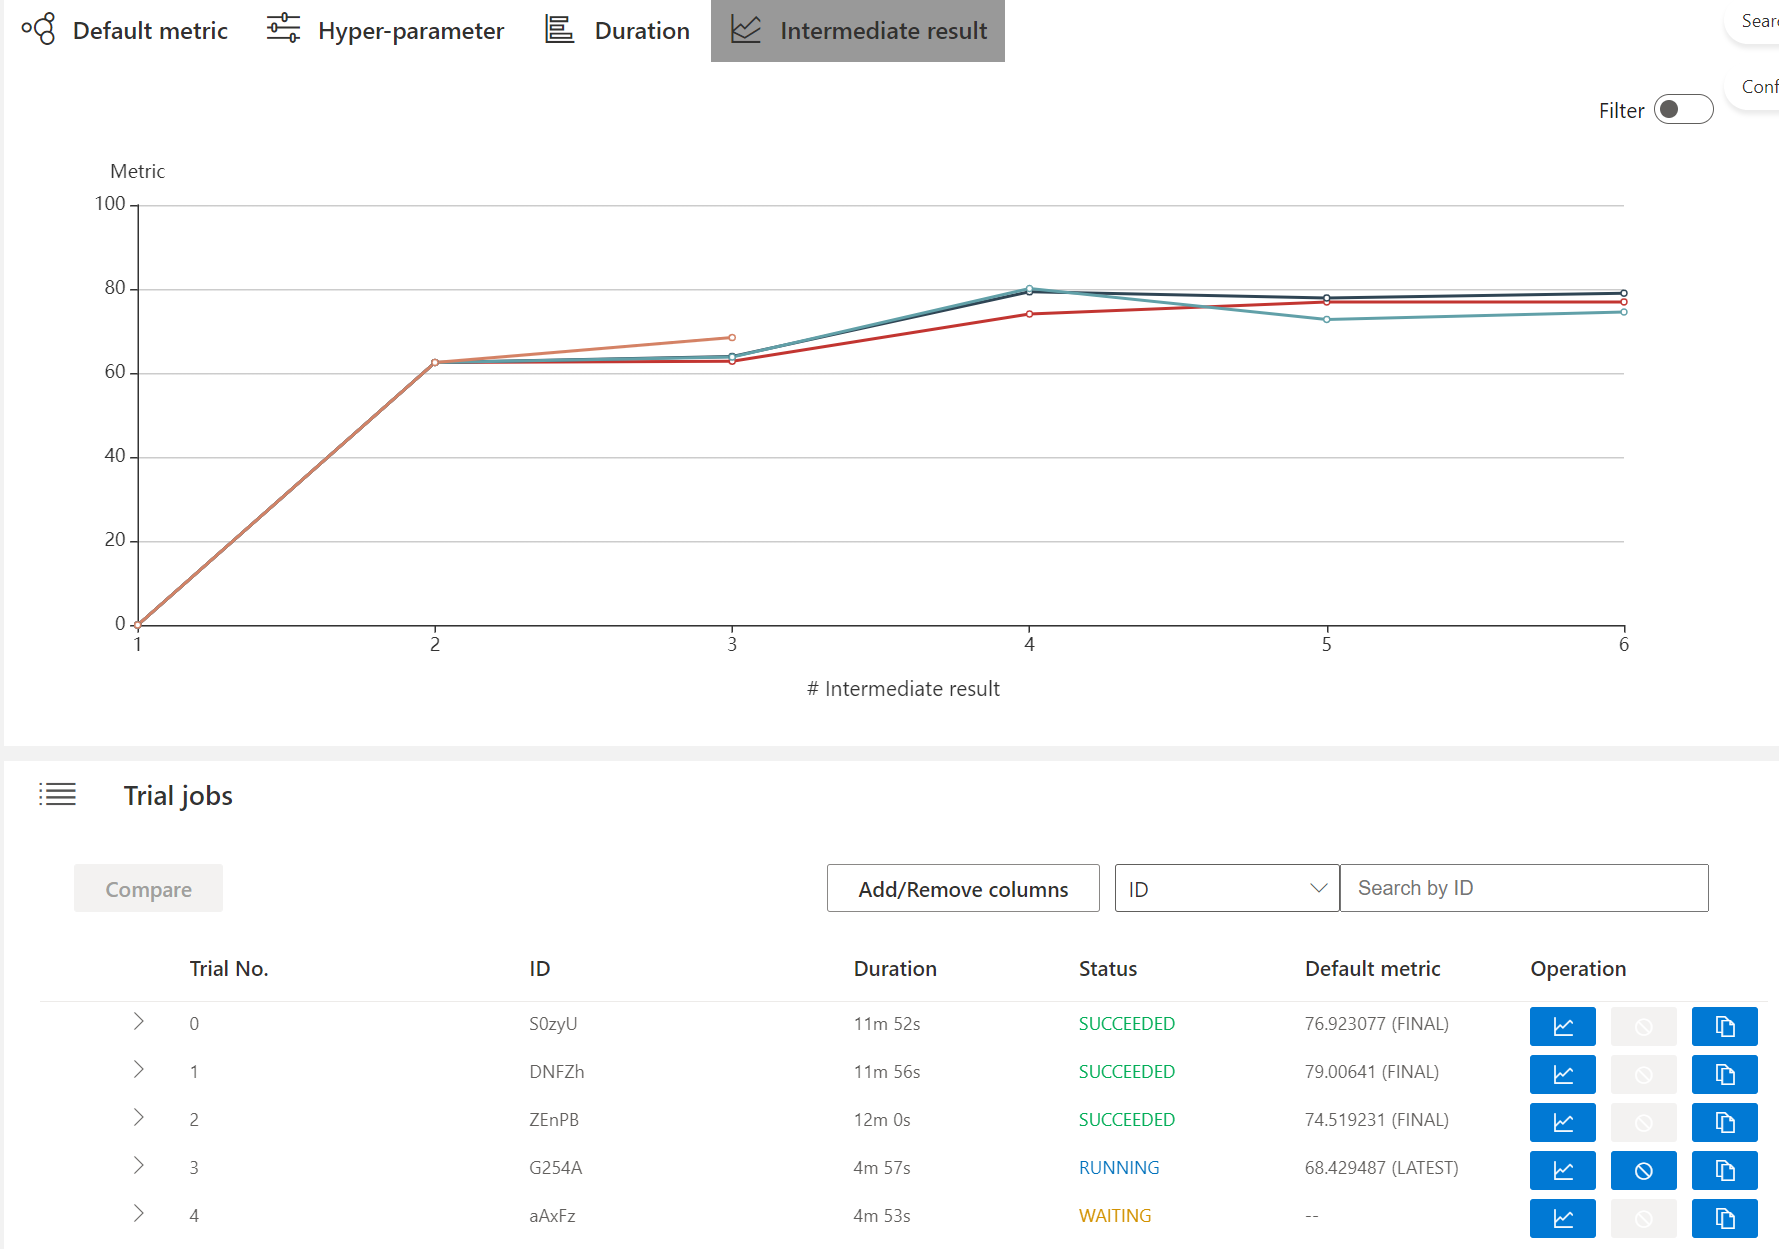 Default metric Hyper-parameter Duration Intermediate result
Sear
Conf
Filter
Metric
100
80
60
40
20
0
1 2 3 4 5 6
# Intermediate result
Trial jobs
Compare Add/Remove columns ID Search by ID
Trial No. ID Duration Status Default metric Operation
0 S0zyU 11m 52s SUCCEEDED 76.923077 (FINAL)
1 DNFZh 11m 56s SUCCEEDED 79.00641 (FINAL)
2 ZEnPB 12m 0s SUCCEEDED 74.519231 (FINAL)
3 G254A 4m 57s RUNNING 68.429487 (LATEST)
4 aAxFz 4m 53s WAITING --